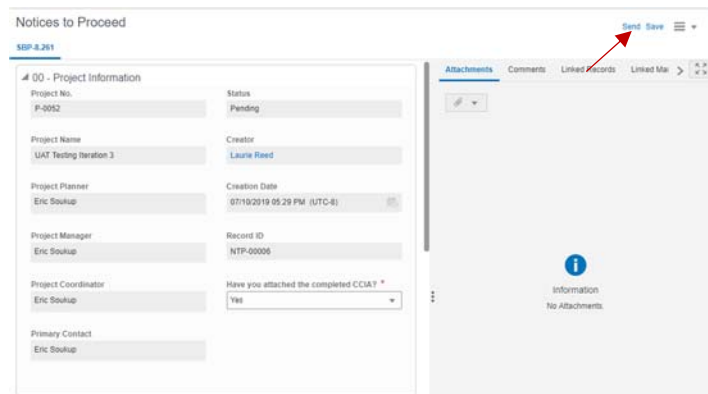 Notices to Proceed
Send Save
SBP-8.261
00 - Project Information
Project No.
P-0052
Status
Pending
Project Name
UAT Testing Iteration 3
Creator
Laurie Reed
Project Planner
Eric Soukup
Creation Date
07/10/2019 05:29 PM (UTC-6)
Project Manager
Eric Soukup
Record ID
NTP-00006
Project Coordinator
Eric Soukup
Have you attached the completed CCIA? *
Yes
Primary Contact
Eric Soukup
Attachments Comments Linked Records Linked Mai
Information
No Attachments